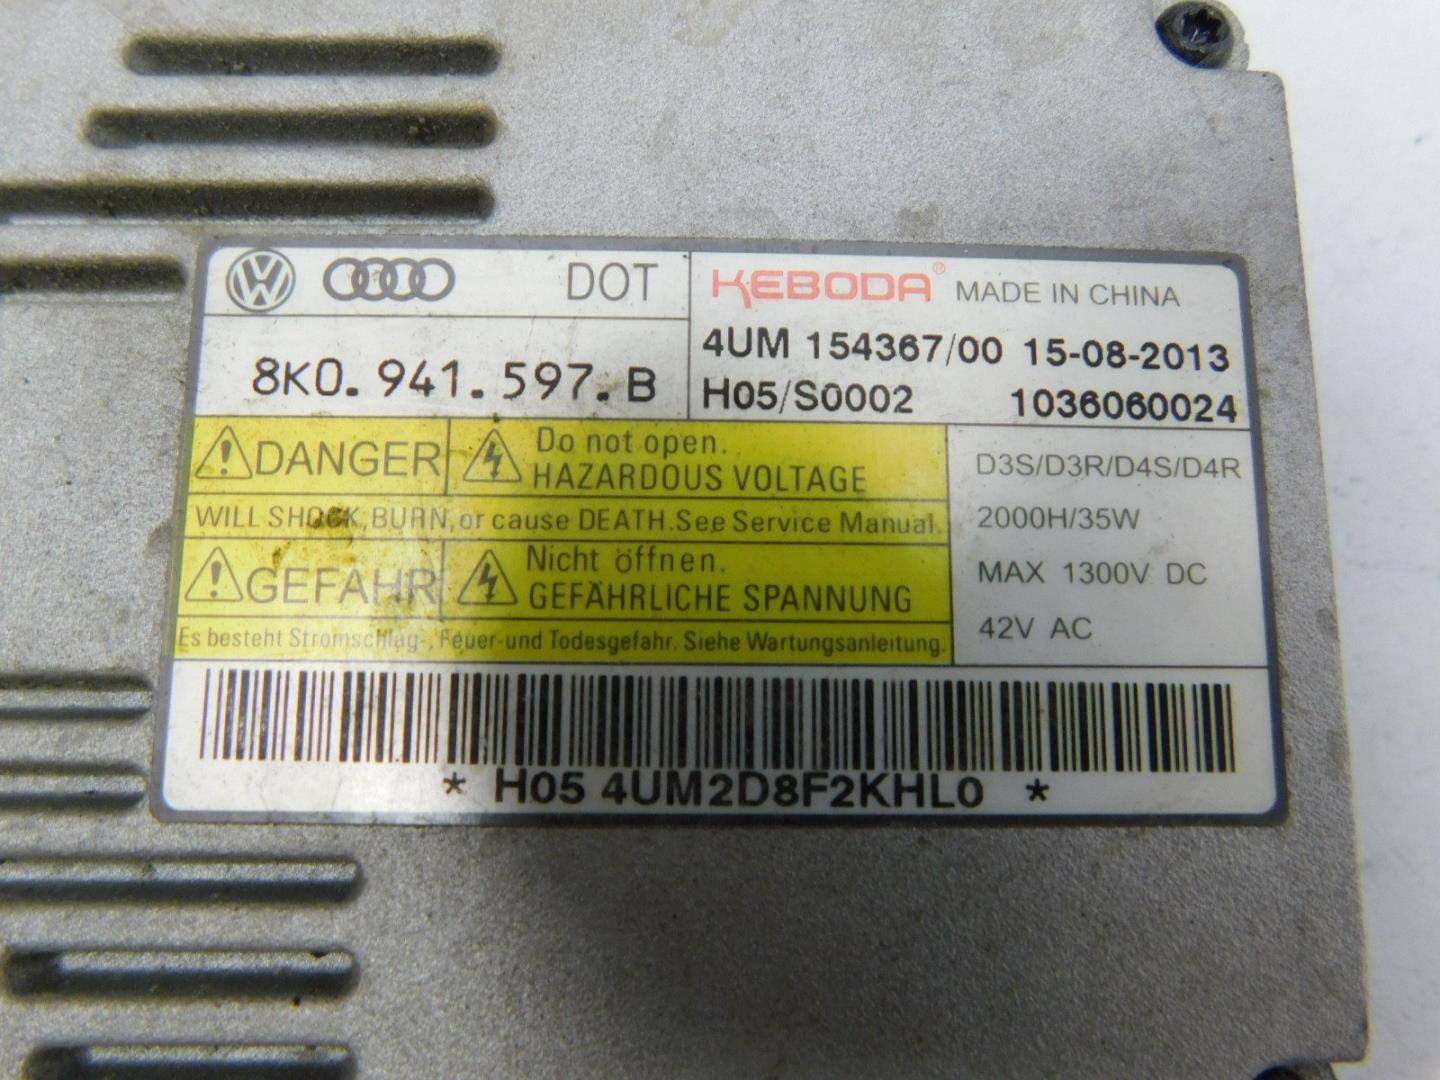 DOT
KEBODA® MADE IN CHINA
8K0.941.597.B
4UM 154367/00 15-08-2013
H05/S0002 1036060024
DANGER
Do not open.
HAZARDOUS VOLTAGE
WILL SHOCK,BURN,or cause DEATH.See Service Manual.
GEFAHR
Nicht öffnen.
GEFÄHRLICHE SPANNUNG
Es besteht Stromschlag-, Feuer-und Todesgefahr. Siehe Wartungsanleitung.
D3S/D3R/D4S/D4R
2000H/35W
MAX 1300V DC
42V AC
* H05 4UM2D8F2KHL0 *